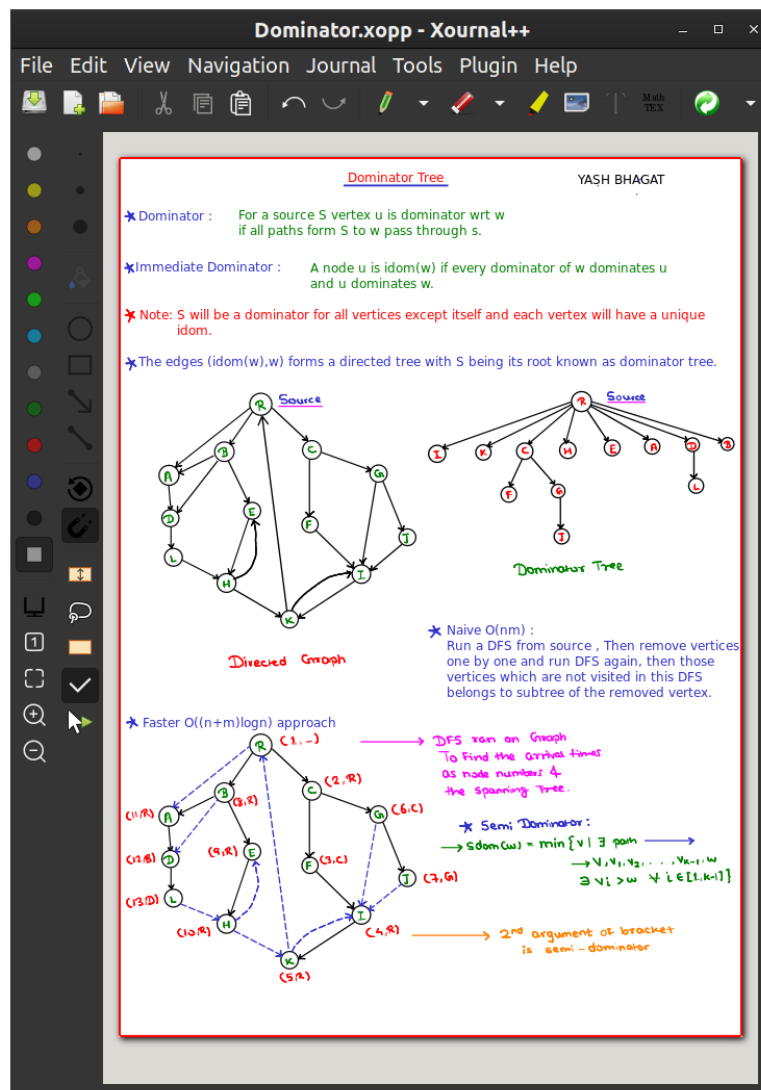 Dominator.xopp - Xournal++
File Edit View Navigation Journal Tools Plugin Help
Math
TEX
1
Dominator Tree
YASH BHAGAT
Dominator :
For a source S vertex u is dominator wrt w
if all paths form S to w pass through s.
Immediate Dominator :
A node u is idom(w) if every dominator of w dominates u
and u dominates w.
Note: S will be a dominator for all vertices except itself and each vertex will have a unique
idom.
The edges (idom(w),w) forms a directed tree with S being its root known as dominator tree.
R Source
B C
A G
D E F J
L H I
K
Directed Graph
R Source
I K C H E A D B
F G L
J
Dominator Tree
Naive O(nm) :
Run a DFS from source , Then remove vertices
one by one and run DFS again, then those
vertices which are not visited in this DFS
belongs to subtree of the removed vertex.
Faster O((n+m)logn) approach
R (1,-)
B (8,R) C (2,R)
A (11,R) G (6,C)
D (12,B) E (9,R) F (3,C) J (7,G)
L (13,D) H (10,R) I (4,R)
K (5,R)
DFS ran on Graph
To Find the arrival times
as node numbers &
the spanning Tree.
Semi Dominator:
sdom(w) = min{v | ∃ path
v,v₁,v₂, . . . , vₖ₋₁,w
∋ vi > w ∀ i ∈ [1,k-1]}
2nd argument of bracket
is semi-dominator